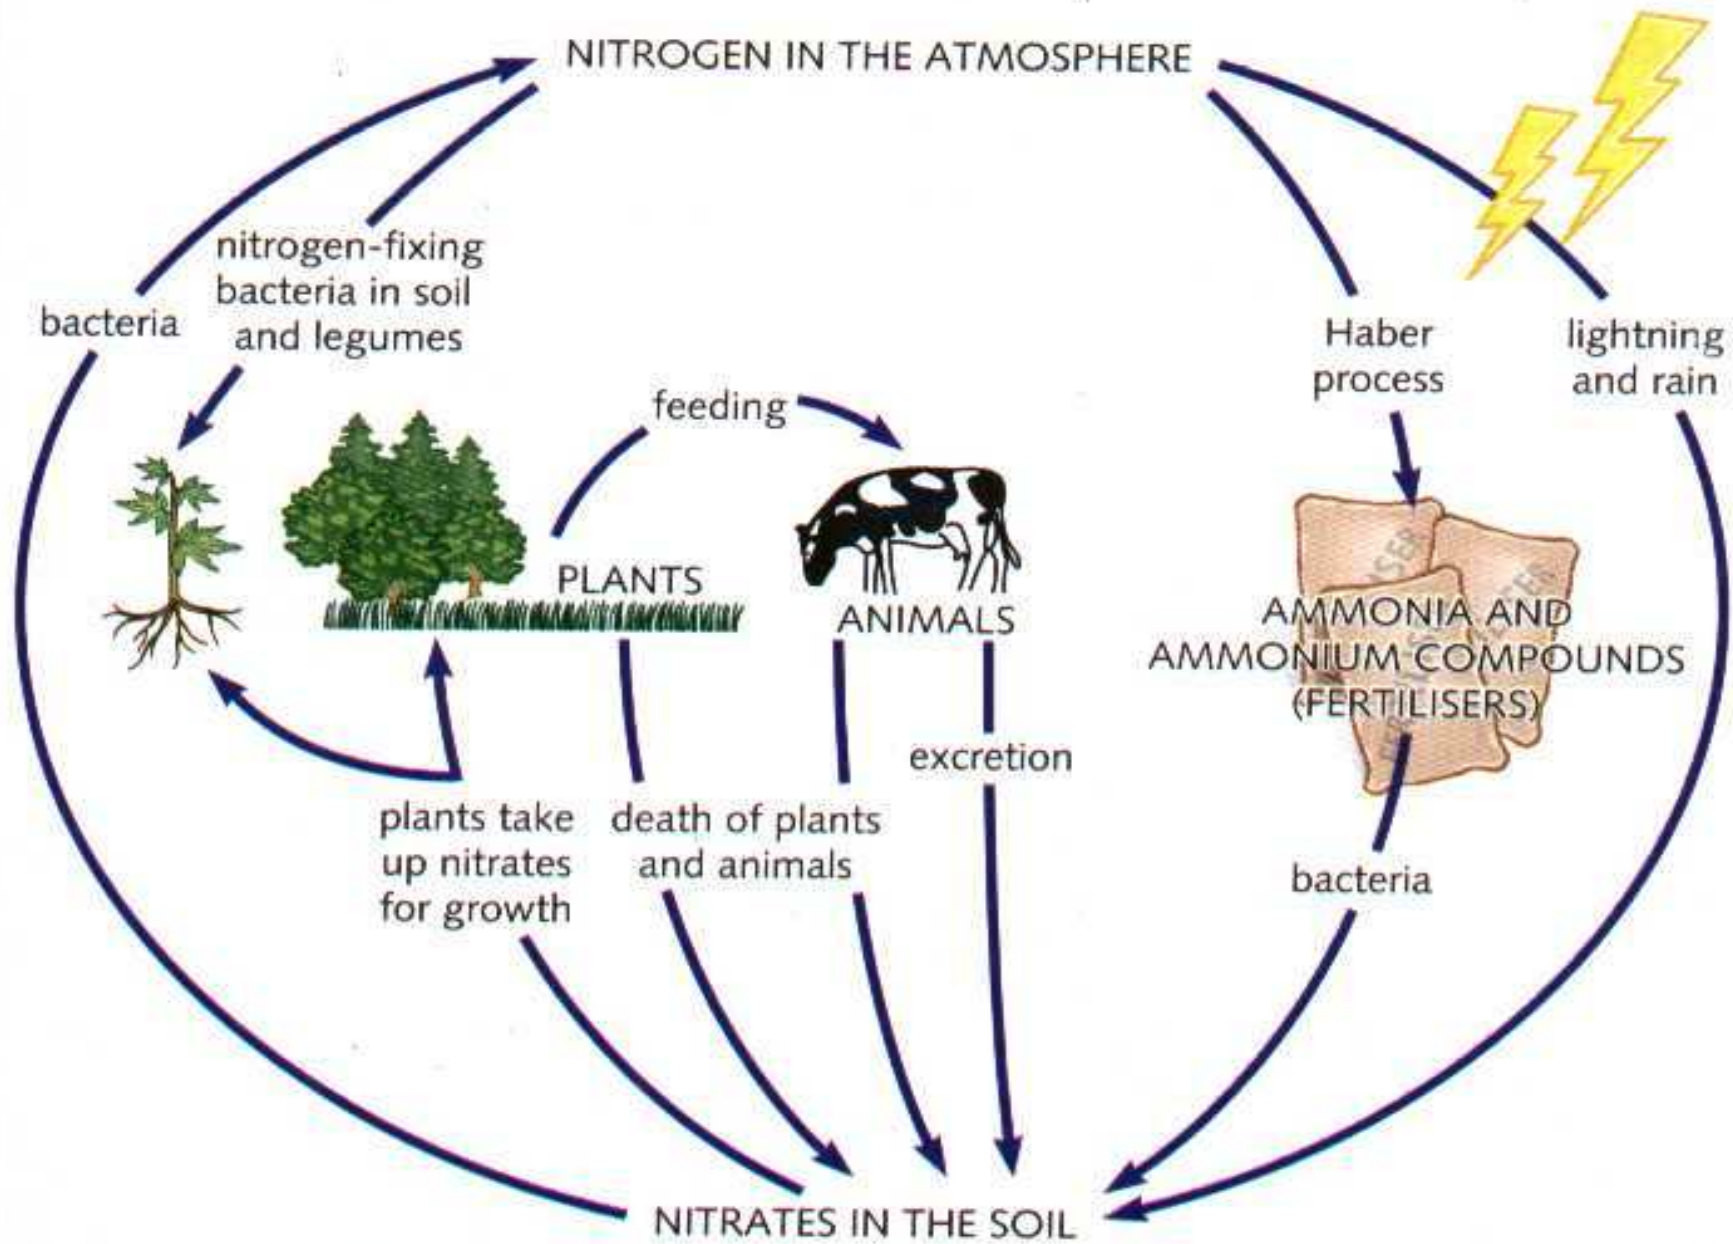 NITROGEN IN THE ATMOSPHERE
nitrogen-fixing
bacteria in soil
and legumes
bacteria
Haber
process
lightning
and rain
feeding
PLANTS
ANIMALS
AMMONIA AND
AMMONIUM COMPOUNDS
(FERTILISERS)
excretion
plants take
up nitrates
for growth
death of plants
and animals
bacteria
NITRATES IN THE SOIL